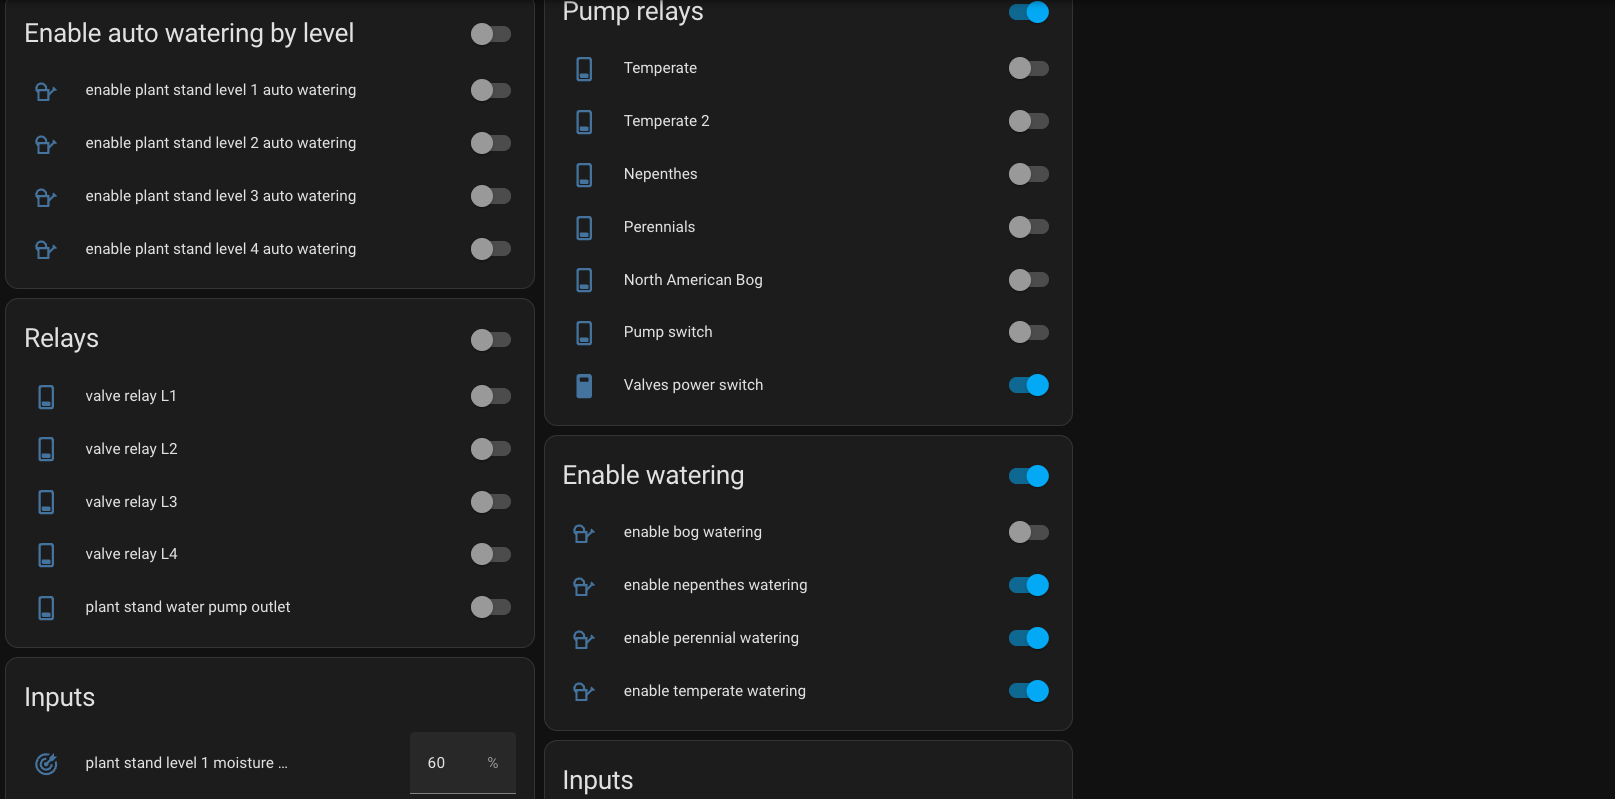 Enable auto watering by level
enable plant stand level 1 auto watering
enable plant stand level 2 auto watering
enable plant stand level 3 auto watering
enable plant stand level 4 auto watering
Relays
valve relay L1
valve relay L2
valve relay L3
valve relay L4
plant stand water pump outlet
Inputs
plant stand level 1 moisture ... 60 %
Pump relays
Temperate
Temperate 2
Nepenthes
Perennials
North American Bog
Pump switch
Valves power switch
Enable watering
enable bog watering
enable nepenthes watering
enable perennial watering
enable temperate watering
Inputs